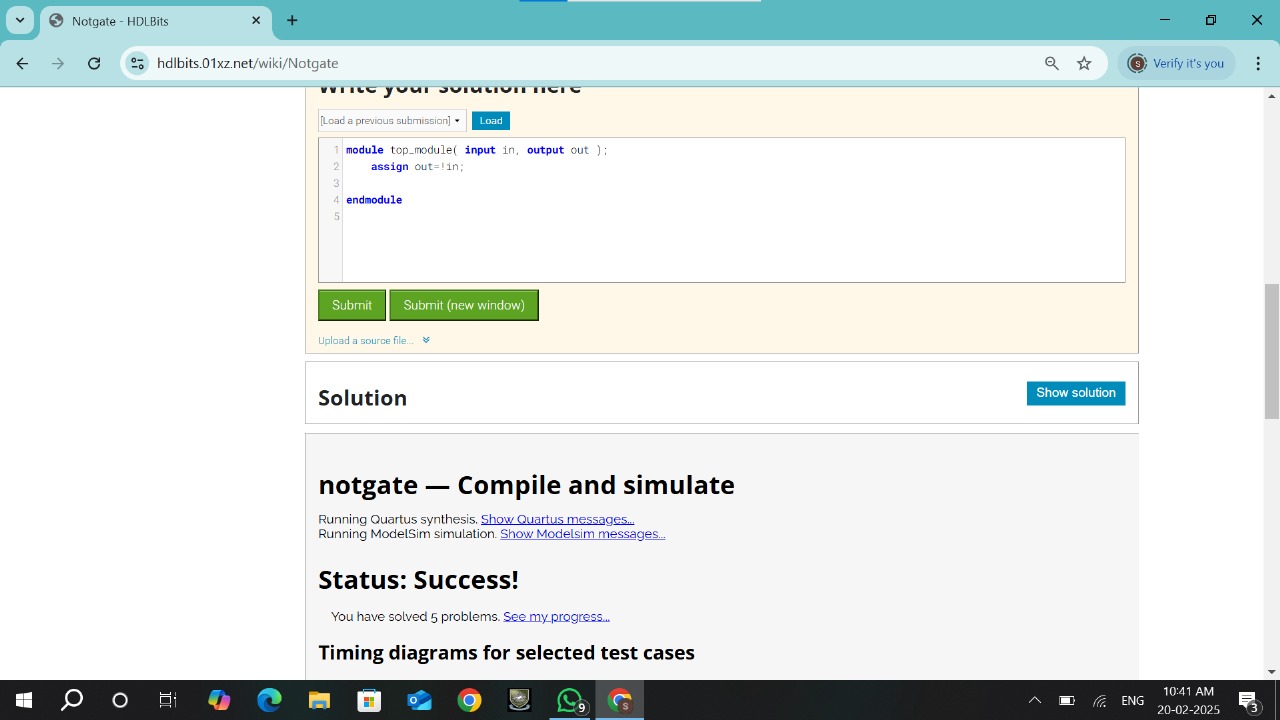 Notgate - HDLBits
hdlbits.01xz.net/wiki/Notgate
Verify it's you
Write your solution here
[Load a previous submission]
Load
1 module top_module( input in, output out );
2 assign out=!in;
3
4 endmodule
5
Submit
Submit (new window)
Upload a source file...
Solution
Show solution
notgate — Compile and simulate
Running Quartus synthesis. Show Quartus messages...
Running ModelSim simulation. Show Modelsim messages...
Status: Success!
You have solved 5 problems. See my progress...
Timing diagrams for selected test cases
S
9
S
ENG
10:41 AM
20-02-2025
3